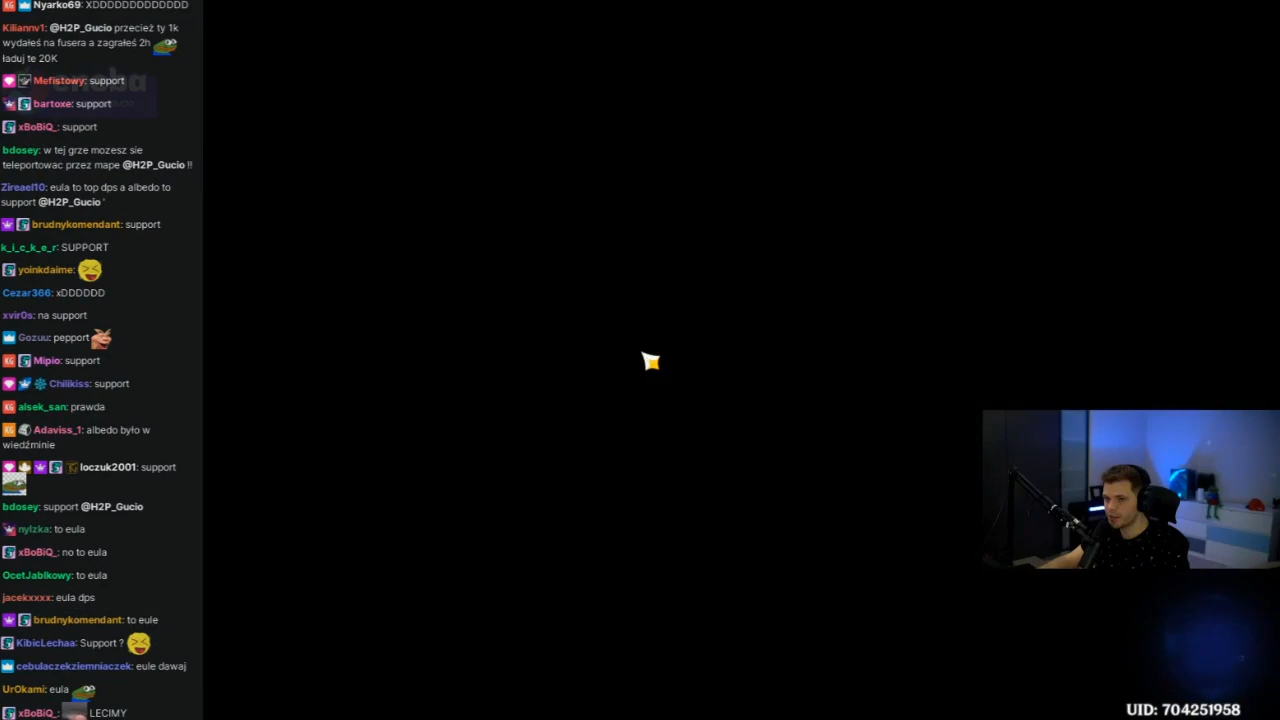 Nyarko69: XDDDDDDDDDDDDD
Kiliannv1: @H2P_Gucio przecież ty 1k
wydałeś na fusera a zagrałeś 2h
ładuj te 20K
Mefistowy: support
bartoxe: support
xBoBiQ_: support
bdosey: w tej grze mozesz sie
teleportowac przez mape @H2P_Gucio !!
Zireael10: eula to top dps a albedo to
support @H2P_Gucio '
brudnykomendant: support
k_i_c_k_e_r: SUPPORT
yoinkdaime:
Cezar366: xDDDDDD
xvir0s: na support
Gozuu: pepport
Mipio: support
Chilikiss: support
alsek_san: prawda
Adaviss_1: albedo było w
wiedźminie
loczuk2001: support
bdosey: support @H2P_Gucio
nylzka: to eula
xBoBiQ_: no to eula
OcetJablkowy: to eula
jacekxxxx: eula dps
brudnykomendant: to eule
KibicLechaa: Support ?
cebulaczekziemniaczek: eule dawaj
UrOkami: eula
xBoBiQ_: LECIMY
UID: 704251958